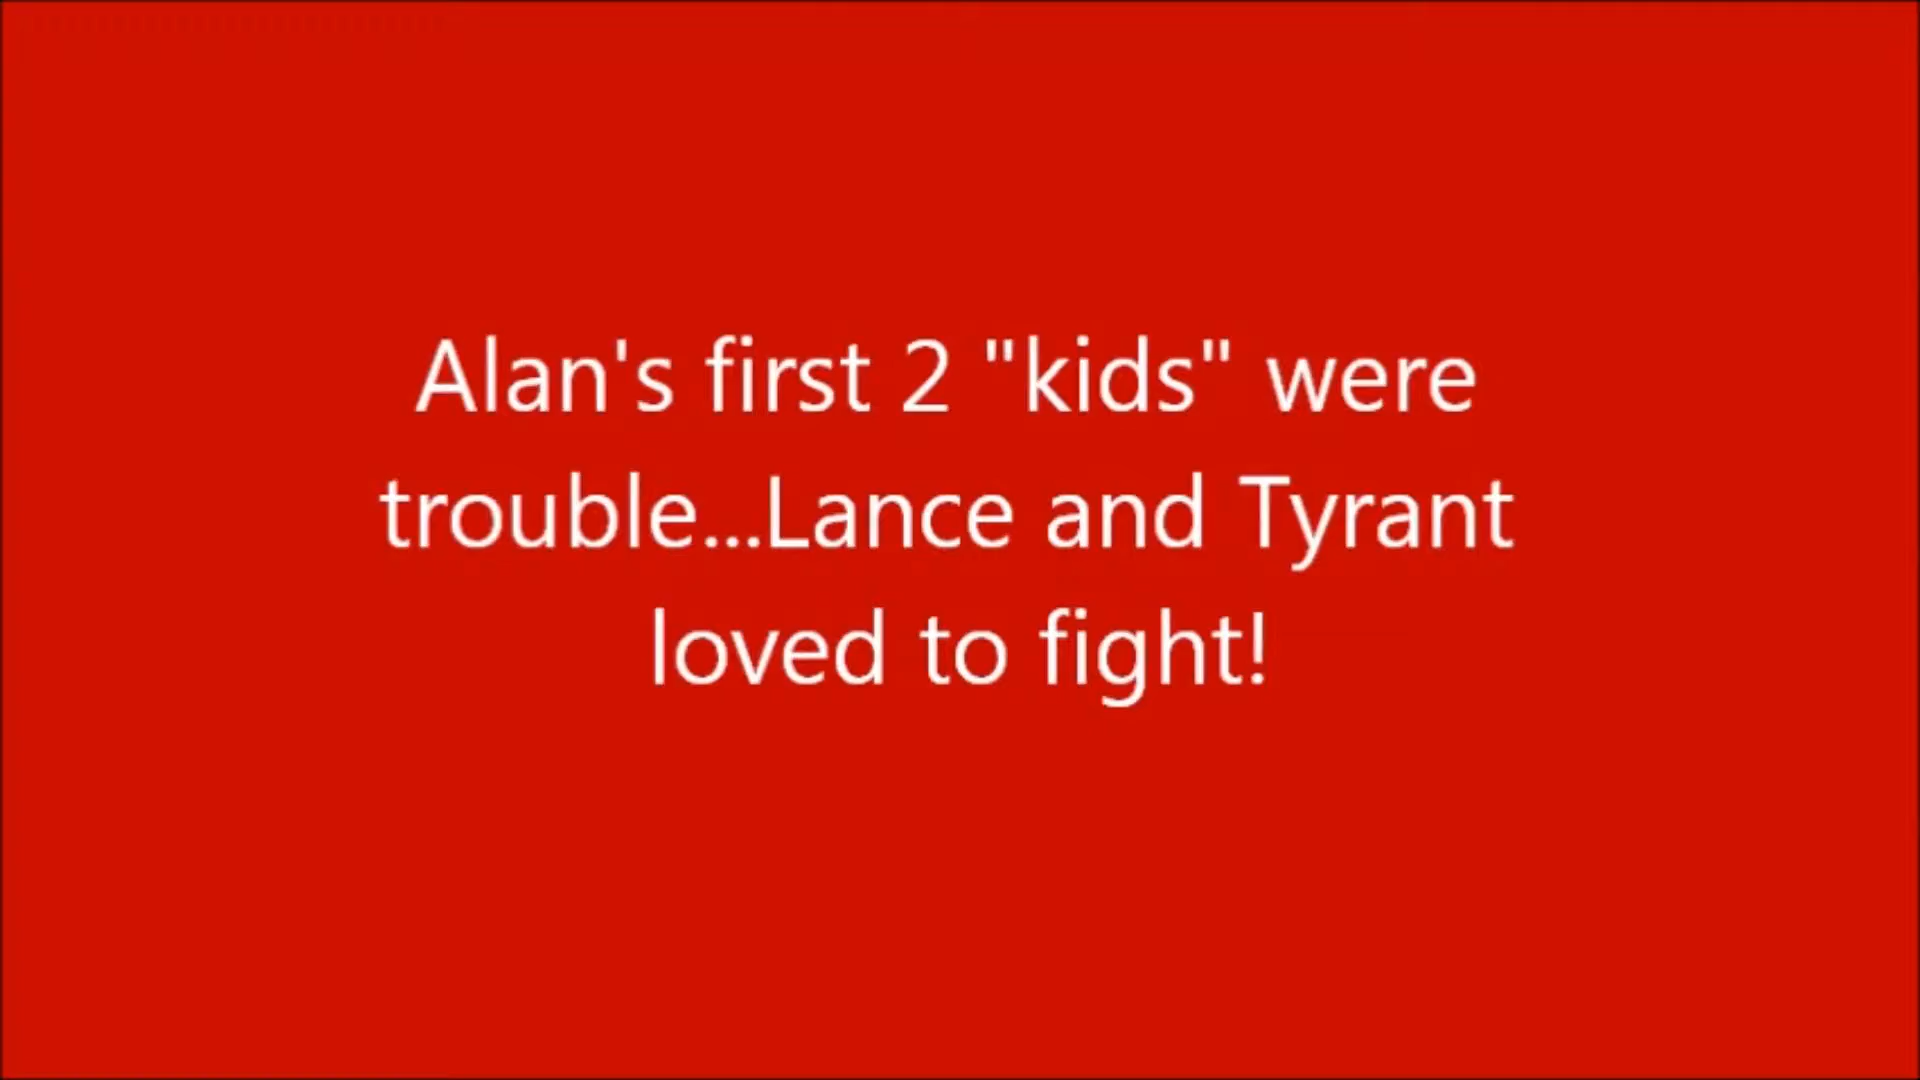 Alan's first 2 "kids" were
trouble...Lance and Tyrant
loved to fight!